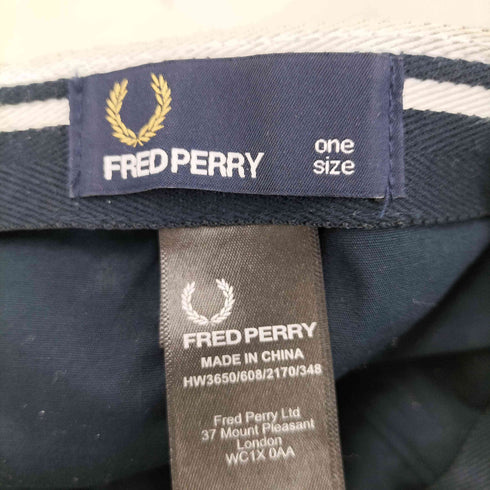 FRED PERRY
one
size
FRED PERRY
MADE IN CHINA
HW3650/608/2170/348
Fred Perry Ltd
37 Mount Pleasant
London
WC1X 0AA